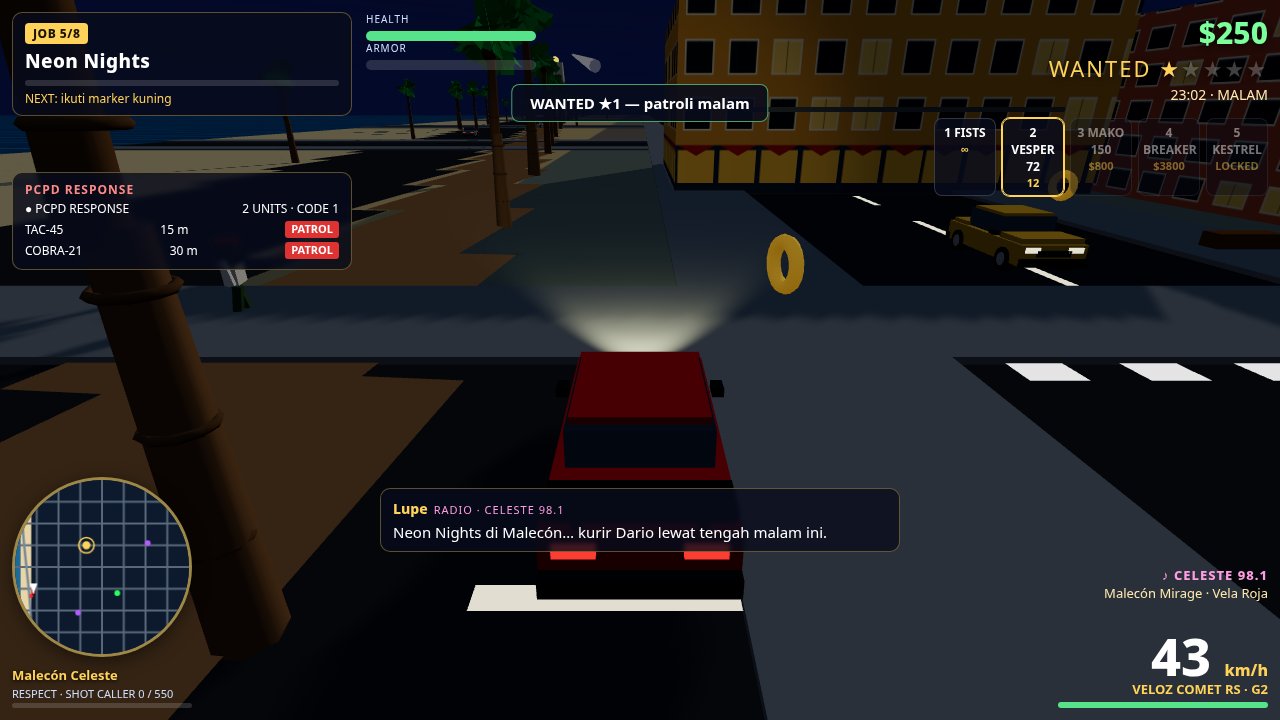 JOB 5/8
Neon Nights
NEXT: ikuti marker kuning
HEALTH
ARMOR
WANTED ★1 — patroli malam
$250
WANTED ★★★★★
23:02 · MALAM
1 FISTS
∞
2
VESPER
72
12
3 MAKO
150
$800
4
BREAKER
$3800
5
KESTREL
LOCKED
PCPD RESPONSE
● PCPD RESPONSE 2 UNITS · CODE 1
TAC-45 15 m PATROL
COBRA-21 30 m PATROL
Lupe RADIO · CELESTE 98.1
Neon Nights di Malecón... kurir Dario lewat tengah malam ini.
♪ CELESTE 98.1
Malecón Mirage · Vela Roja
43 km/h
VELOZ COMET RS · G2
Malecón Celeste
RESPECT · SHOT CALLER 0 / 550